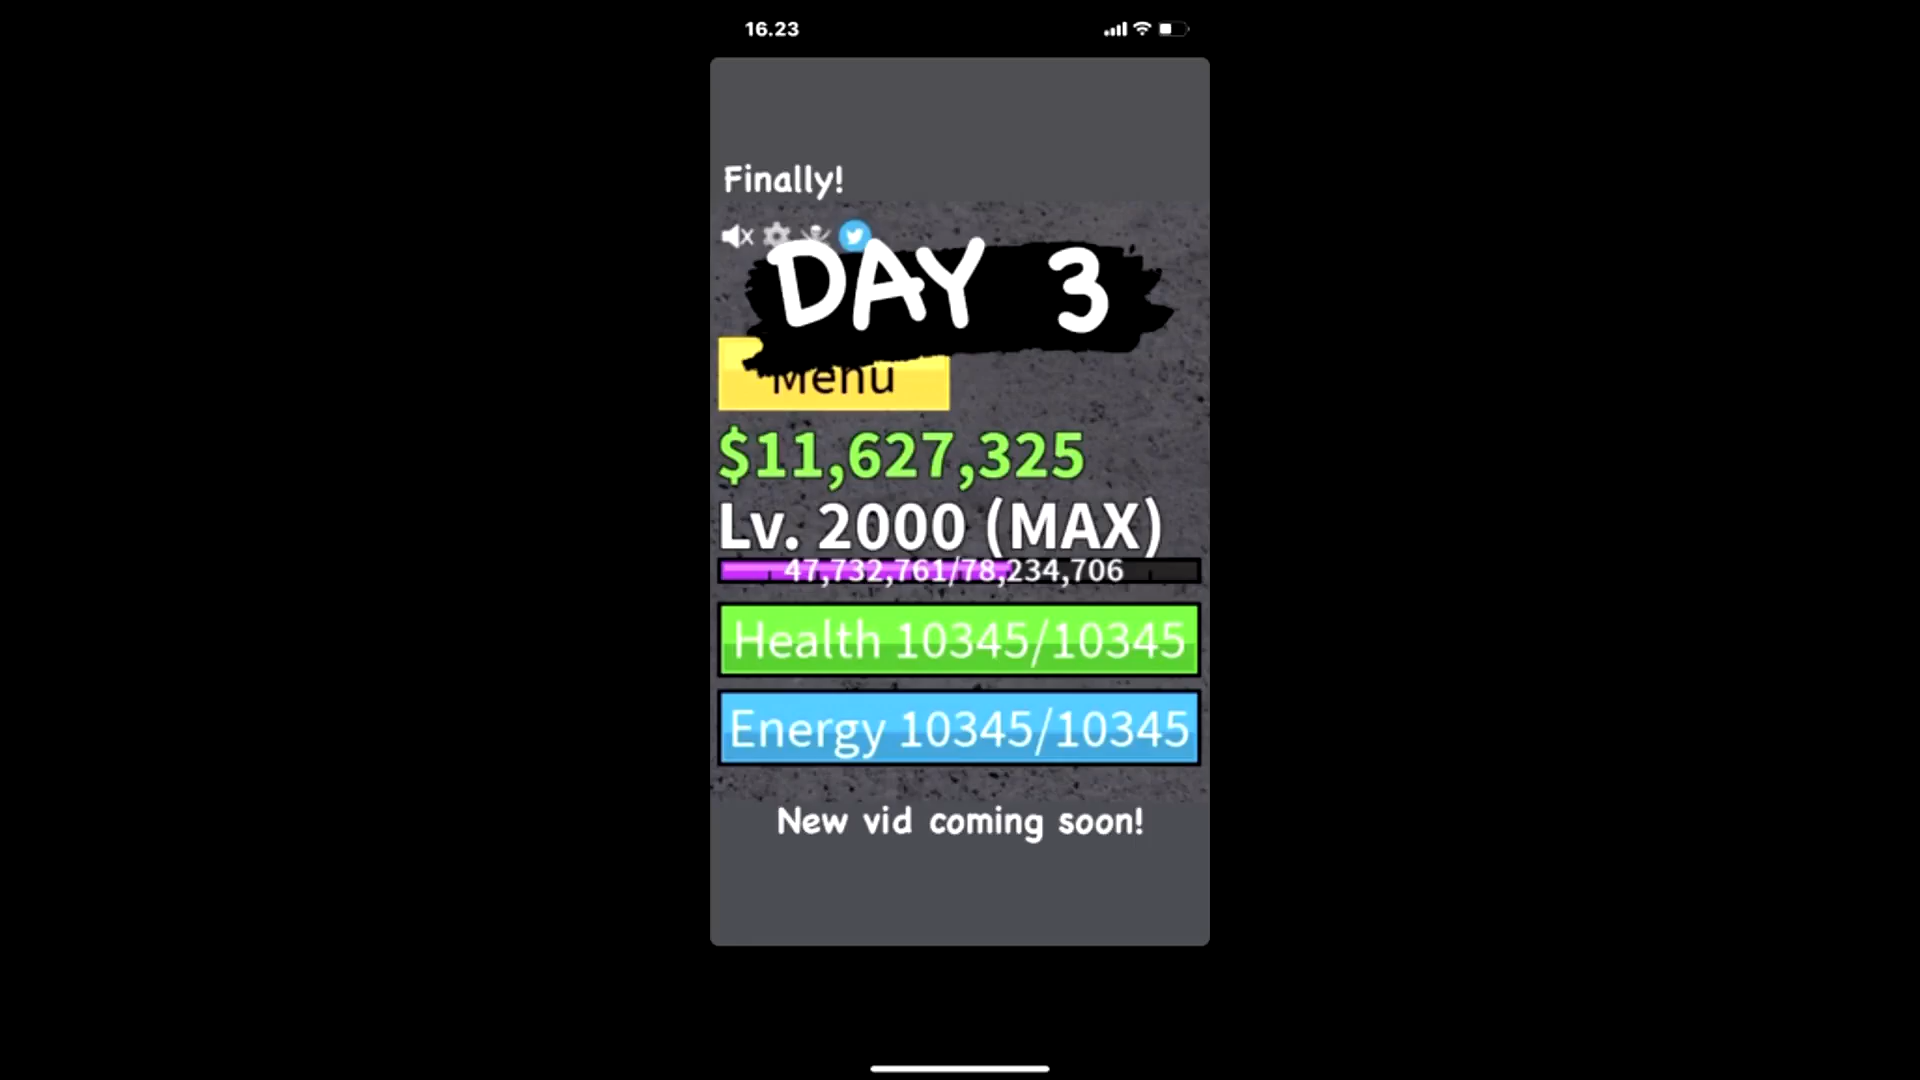 16.23
Finally!
DAY 3
Menu
$11,627,325
Lv. 2000 (MAX)
47,732,761/78,234,706
Health 10345/10345
Energy 10345/10345
New vid coming soon!